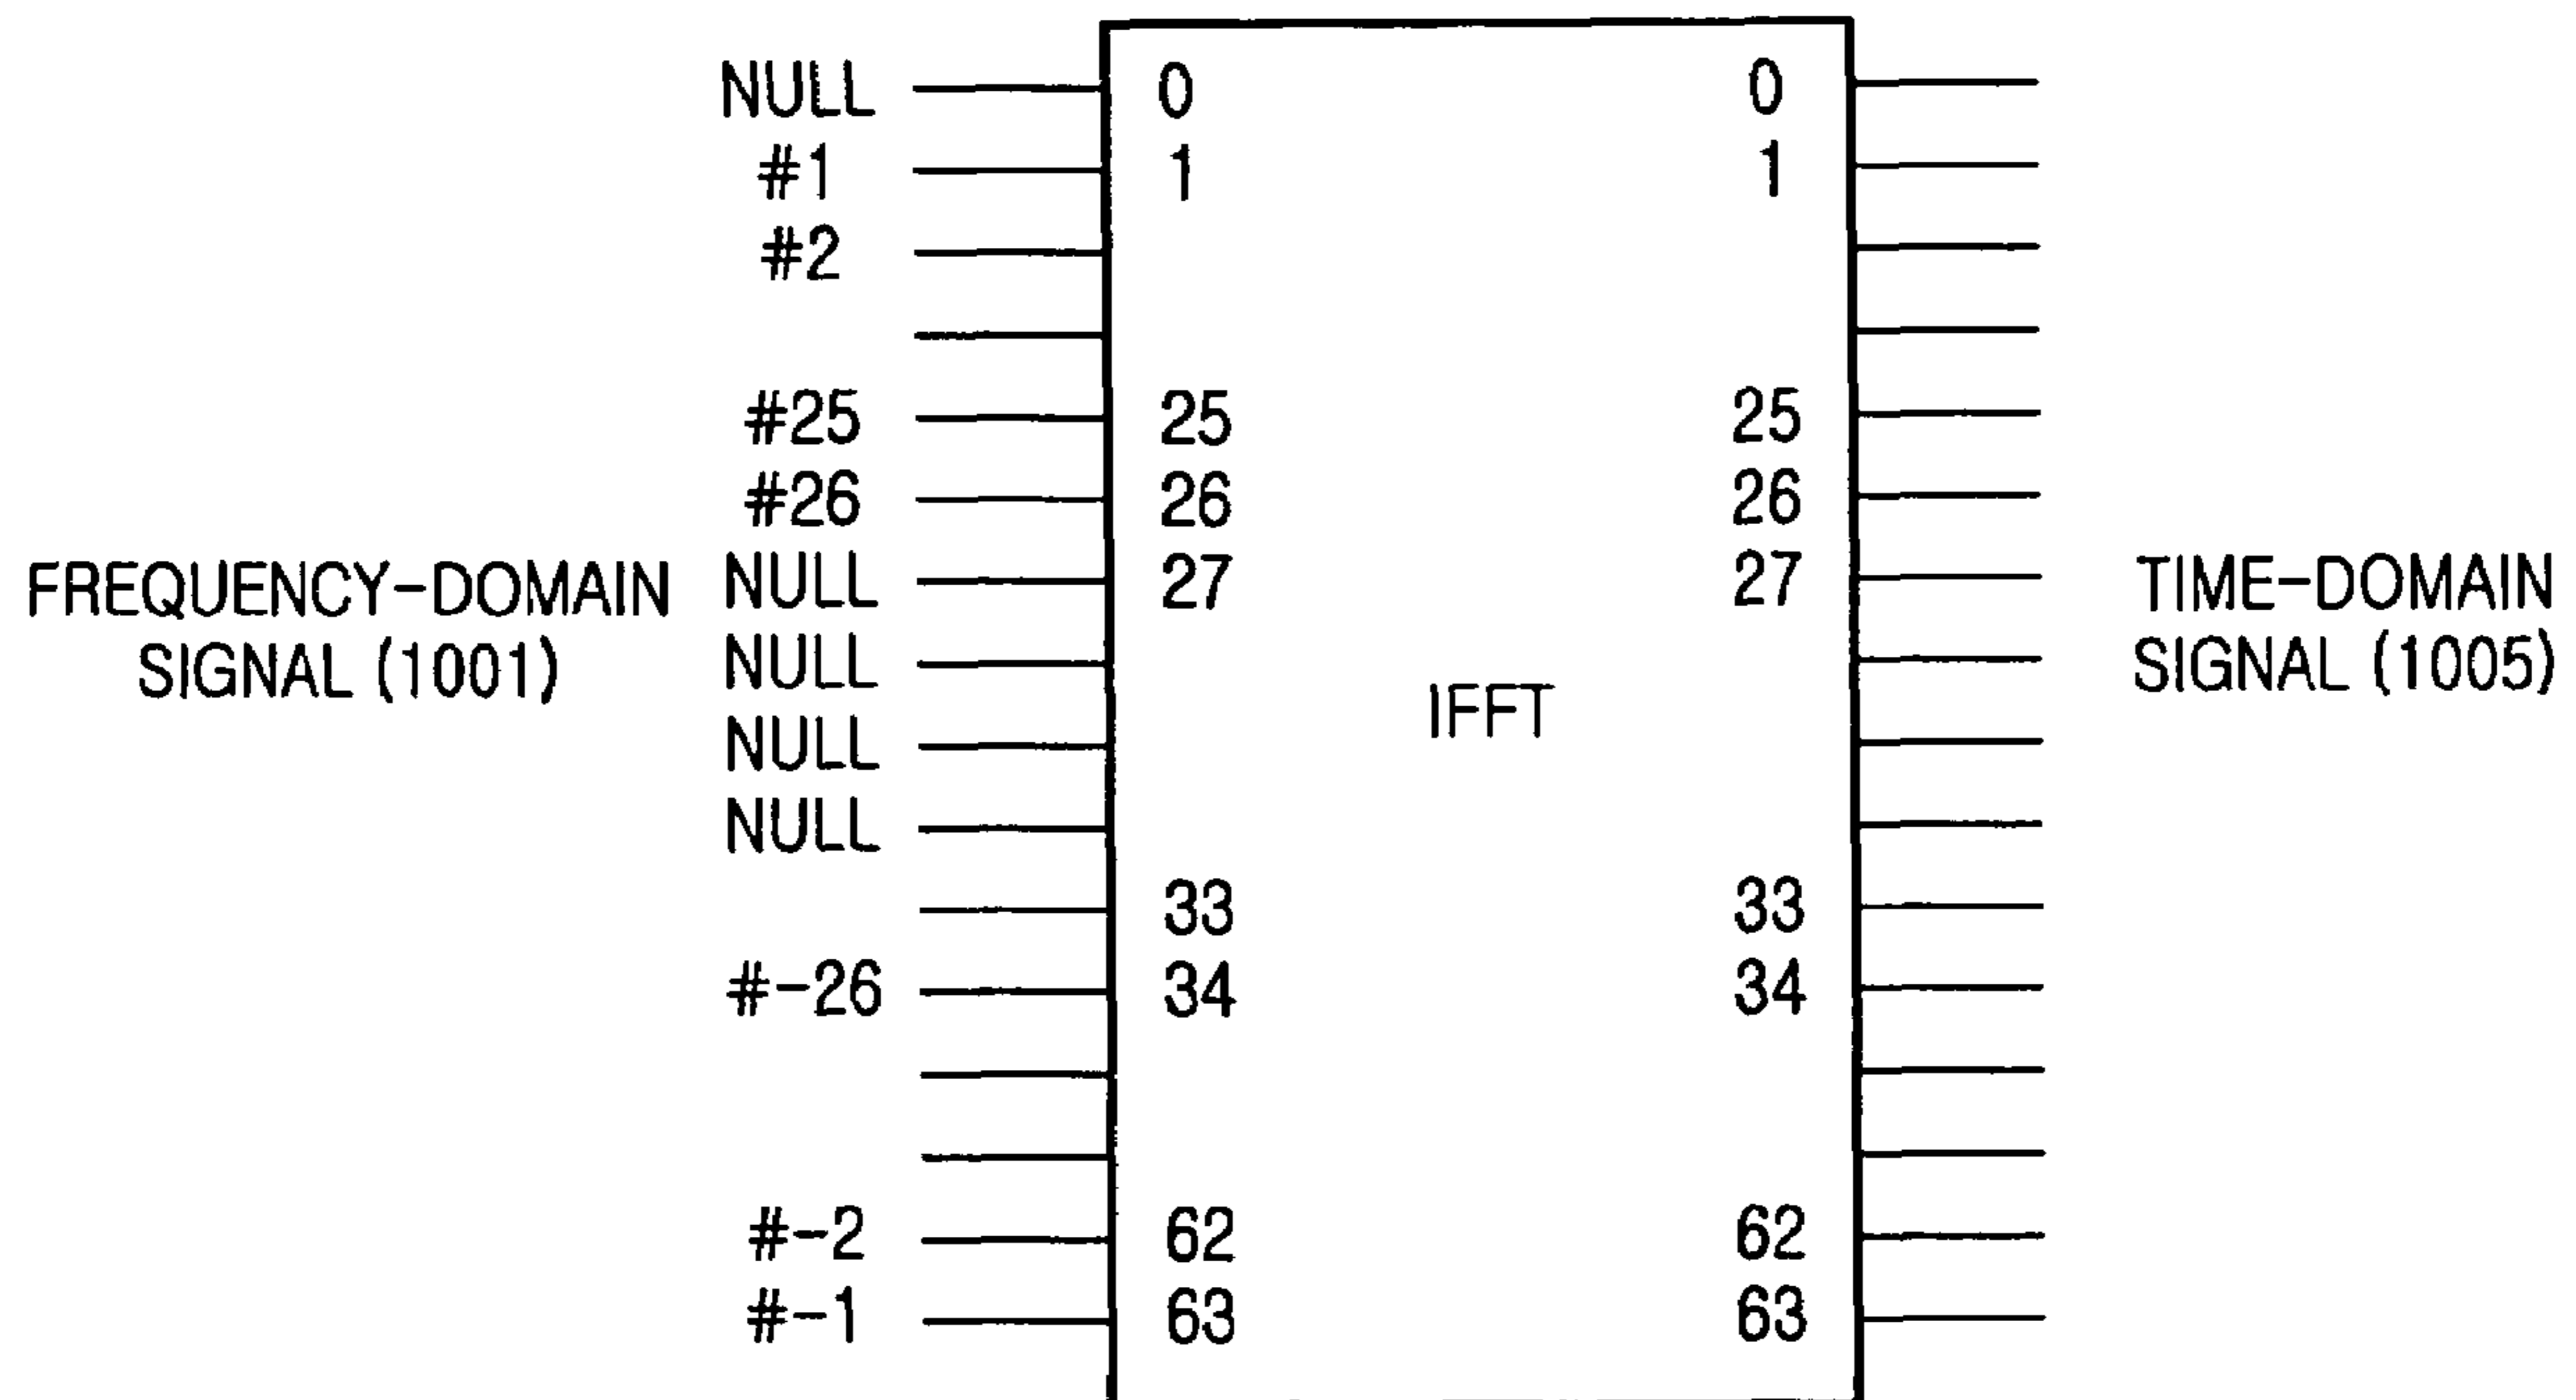 NULL 0 0
#1 1 1
#2
#25 25 25
#26 26 26
FREQUENCY-DOMAIN
SIGNAL (1001)
NULL 27 27
NULL
NULL
NULL
IFFT
TIME-DOMAIN
SIGNAL (1005)
33 33
#-26 34 34
#-2 62 62
#-1 63 63